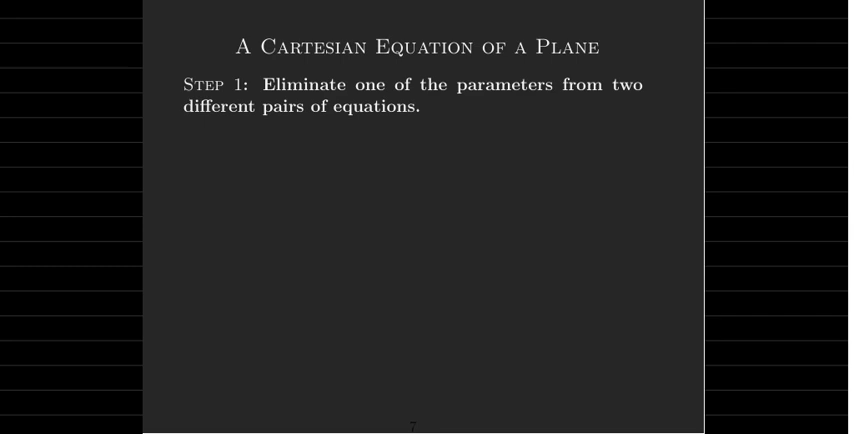 A Cartesian Equation of a Plane
Step 1: Eliminate one of the parameters from two
different pairs of equations.
7